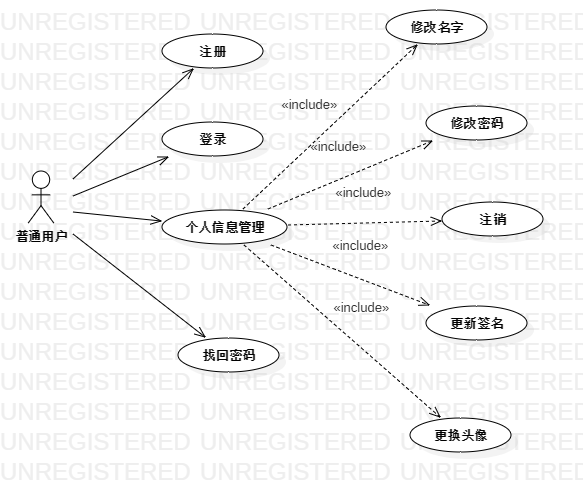 修改名字
注册
«include»
修改密码
登录
«include»
«include»
注销
个人信息管理
普通用户
«include»
«include»
更新签名
找回密码
更换头像
UNREGISTERED